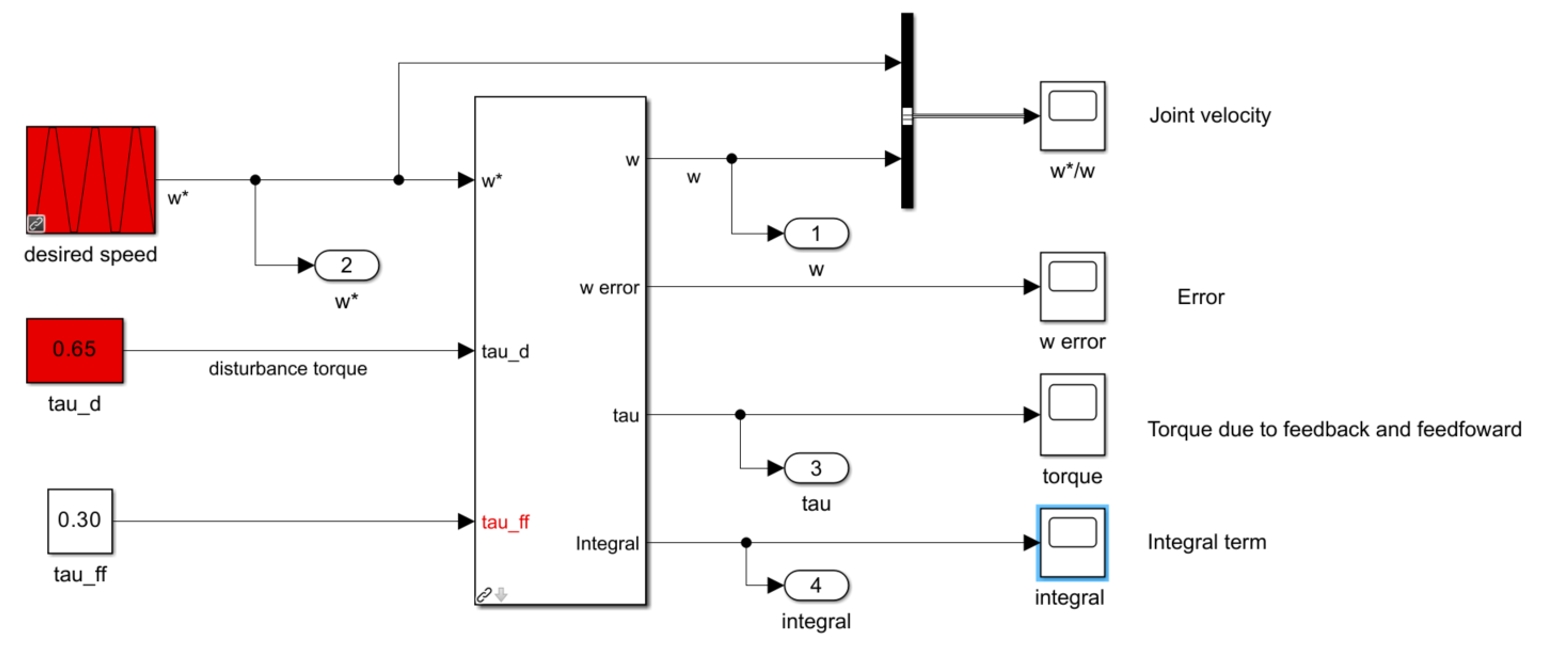 w*
desired speed
2
w*
0.65
tau_d
disturbance torque
0.30
tau_ff
w*
tau_d
tau_ff
w
w error
tau
Integral
w
1
w
3
tau
4
integral
w*/w
Joint velocity
w error
Error
torque
Torque due to feedback and feedfoward
integral
Integral term